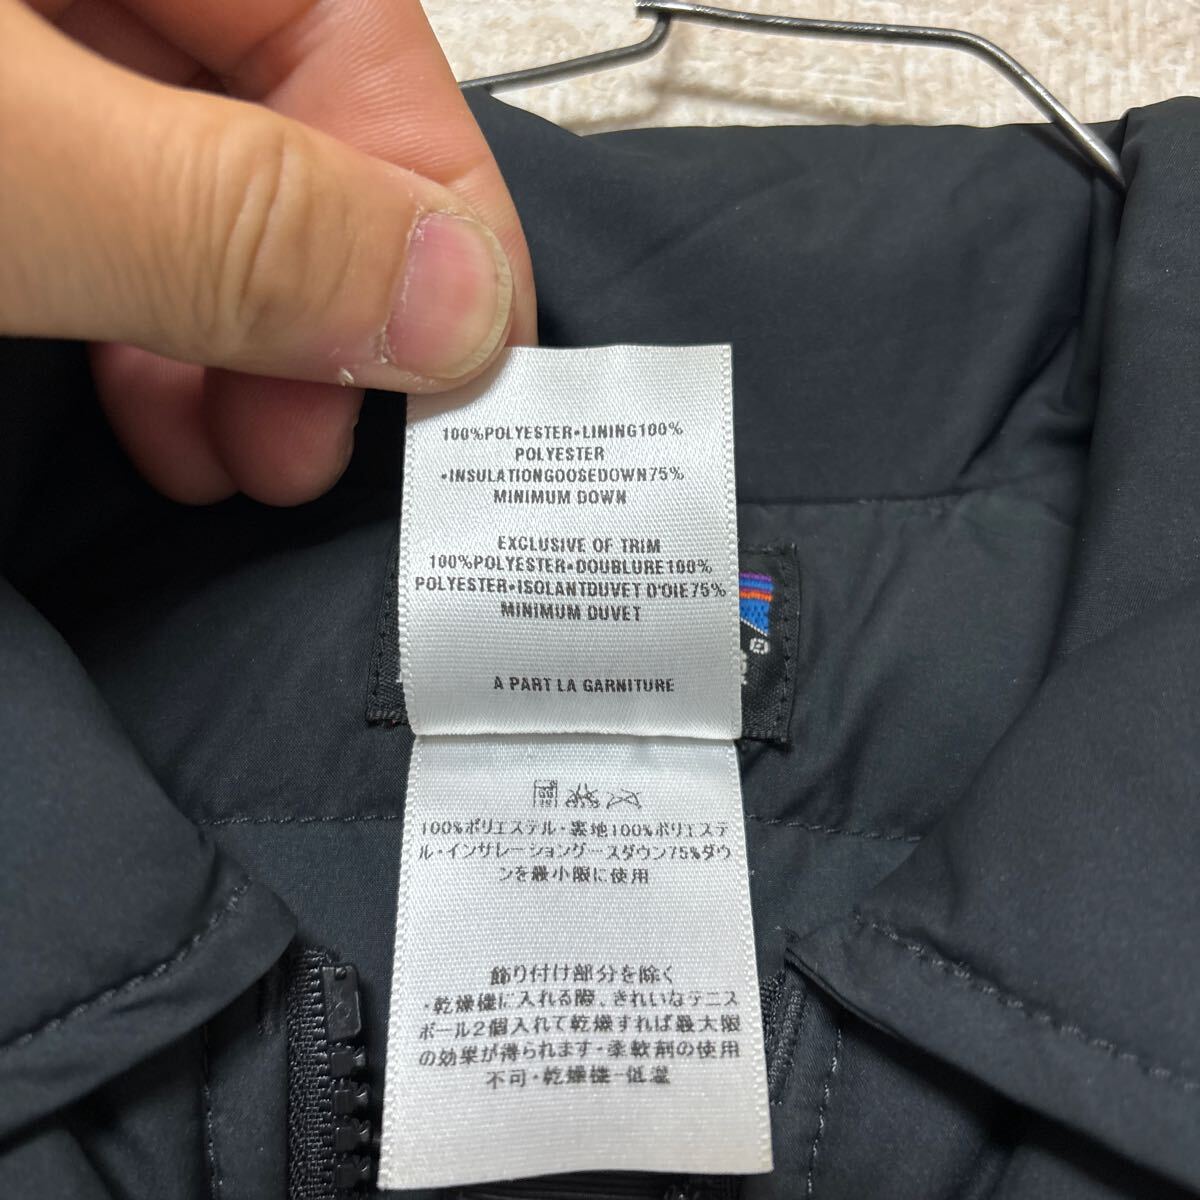 100%POLYESTER•LINING100%
POLYESTER
•INSULATIONGOOSEDOWN75%
MINIMUM DOWN
EXCLUSIVE OF TRIM
100%POLYESTER•DOUBLURE100%
POLYESTER•ISOLANTDUVET D'OIE75%
MINIMUM DUVET
A PART LA GARNITURE
100%ポリエステル・裏地100%ポリエステ
ル・インサレーショングースダウン75%ダウ
ンを最小限に使用
飾り付け部分を除く
・乾燥機に入れる際、きれいなテニス
ボール2個入れて乾燥すれば最大限
の効果が得られます・柔軟剤の使用
不可・乾燥機－低温